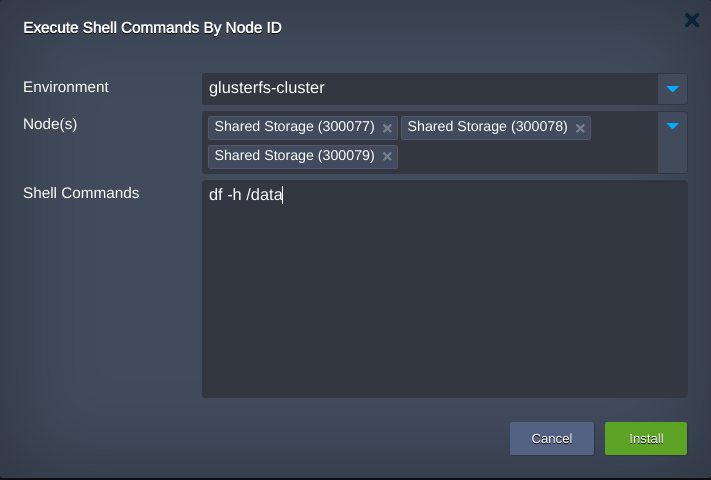 Execute Shell Commands By Node ID
Environment
glusterfs-cluster
Node(s)
Shared Storage (300077) Shared Storage (300078)
Shared Storage (300079)
Shell Commands
df -h /data
Cancel Install